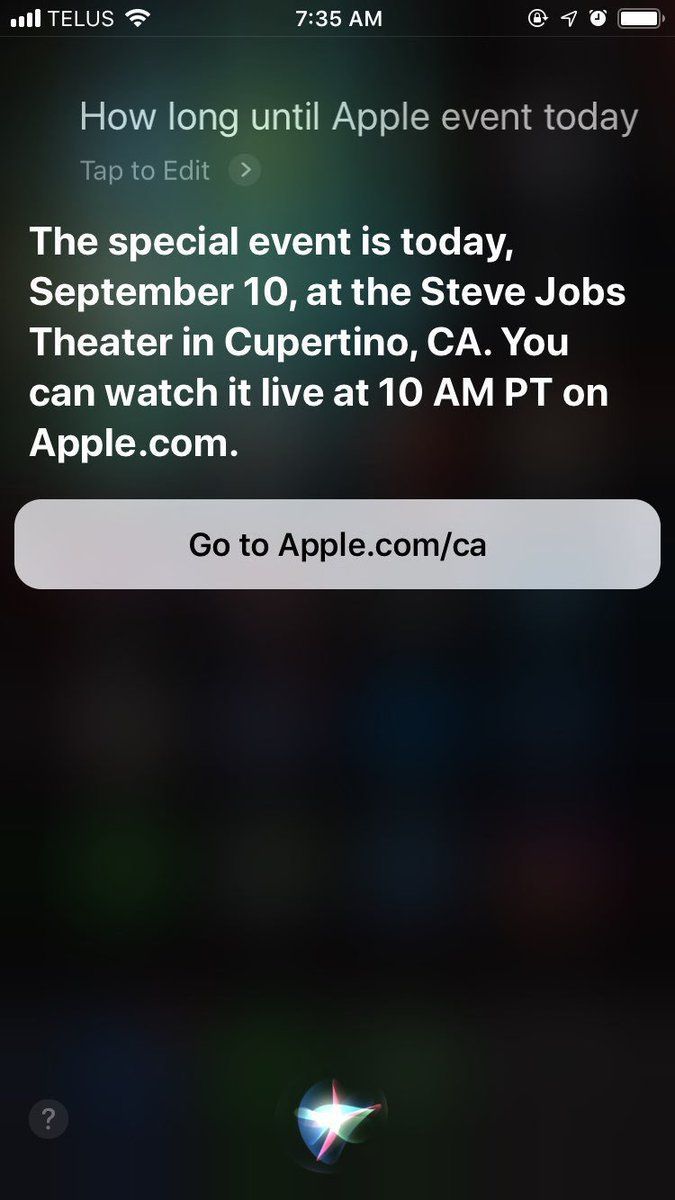 TELUS 7:35 AM
How long until Apple event today
Tap to Edit >
The special event is today,
September 10, at the Steve Jobs
Theater in Cupertino, CA. You
can watch it live at 10 AM PT on
Apple.com.
Go to Apple.com/ca
?